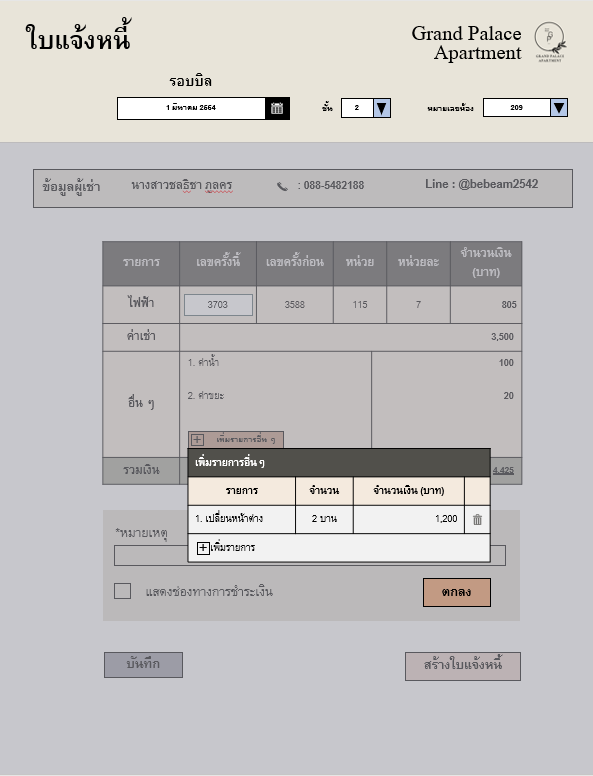 ใบแจ้งหนี้
Grand Palace
Apartment
GRAND PALACE
APARTMENT
รอบบิล
1 มีนาคม 2564
ชั้น 2
หมายเลขห้อง 209
ข้อมูลผู้เช่า นางสาวชลธิชา ภูลคร : 088-5482188 Line : @bebeam2542
รายการ เลขครั้งนี้ เลขครั้งก่อน หน่วย หน่วยละ จำนวนเงิน
(บาท)
ไฟฟ้า 3703 3588 115 7 805
ค่าเช่า 3,500
1. ค่าน้ำ 100
2. ค่าขยะ 20
อื่น ๆ
เพิ่มรายการอื่น ๆ
รวมเงิน 4,425
เพิ่มรายการอื่น ๆ
รายการ จำนวน จำนวนเงิน (บาท)
1. เปลี่ยนหน้าต่าง 2 บาน 1,200
เพิ่มรายการ
*หมายเหตุ
แสดงช่องทางการชำระเงิน
ตกลง
บันทึก
สร้างใบแจ้งหนี้